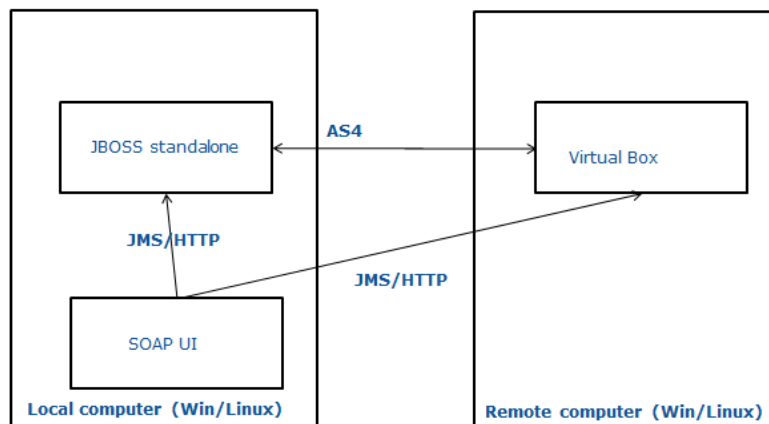 JBOSS standalone
AS4
Virtual Box
JMS/HTTP
JMS/HTTP
SOAP UI
Local computer (Win/Linux)
Remote computer (Win/Linux)